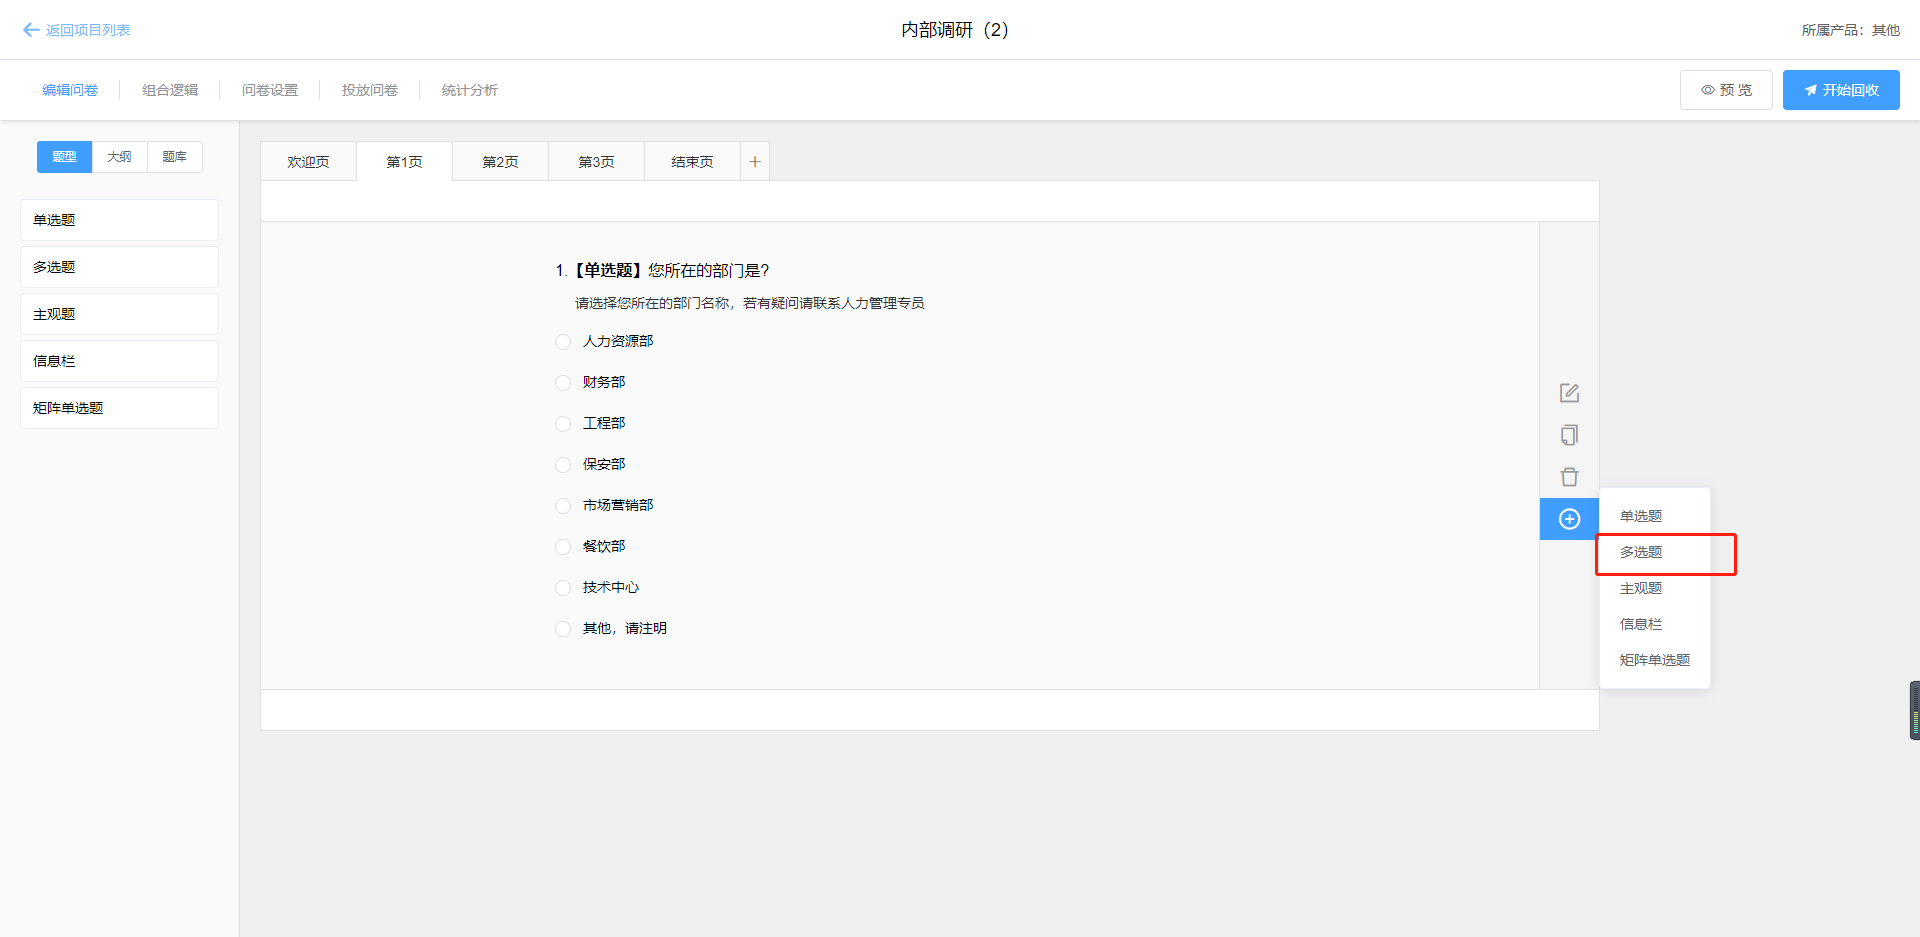 返回项目列表
内部调研（2）
所属产品：其他
编辑问卷
组合逻辑
问卷设置
投放问卷
统计分析
预 览
开始回收
题型
大纲
题库
单选题
多选题
主观题
信息栏
矩阵单选题
欢迎页
第1页
第2页
第3页
结束页
1.【单选题】您所在的部门是?
请选择您所在的部门名称，若有疑问请联系人力管理专员
人力资源部
财务部
工程部
保安部
市场营销部
餐饮部
技术中心
其他，请注明
单选题
多选题
主观题
信息栏
矩阵单选题